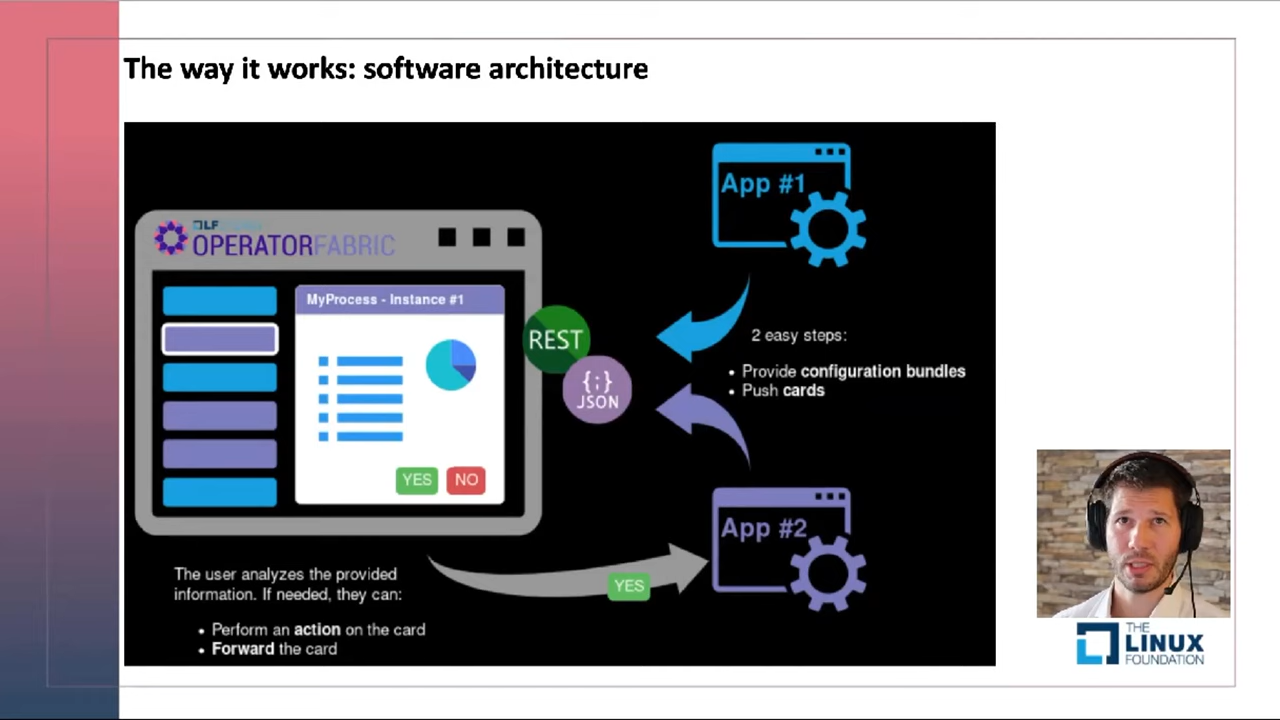 The way it works: software architecture
App #1
LF
OPERATORFABRIC
MyProcess - Instance #1
REST
{;}
JSON
2 easy steps:
• Provide configuration bundles
• Push cards
YES NO
App #2
YES
The user analyzes the provided
information. If needed, they can:
• Perform an action on the card
• Forward the card
THE
LINUX
FOUNDATION